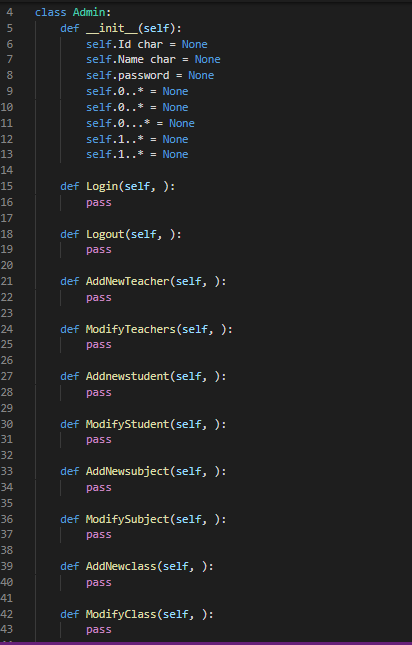 4 class Admin:
5 def __init__(self):
6 self.Id char = None
7 self.Name char = None
8 self.password = None
9 self.0..* = None
10 self.0..* = None
11 self.0...* = None
12 self.1..* = None
13 self.1..* = None
14
15 def Login(self, ):
16 pass
17
18 def Logout(self, ):
19 pass
20
21 def AddNewTeacher(self, ):
22 pass
23
24 def ModifyTeachers(self, ):
25 pass
26
27 def Addnewstudent(self, ):
28 pass
29
30 def ModifyStudent(self, ):
31 pass
32
33 def AddNewsubject(self, ):
34 pass
35
36 def ModifySubject(self, ):
37 pass
38
39 def AddNewclass(self, ):
40 pass
41
42 def ModifyClass(self, ):
43 pass